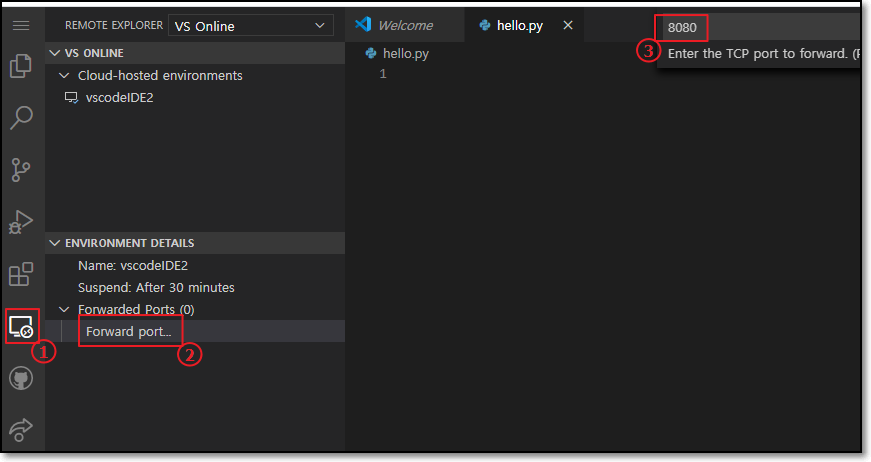 REMOTE EXPLORER VS Online
VS ONLINE
Cloud-hosted environments
vscodeIDE2
ENVIRONMENT DETAILS
Name: vscodeIDE2
Suspend: After 30 minutes
Forwarded Ports (0)
Forward port...
①
②
Welcome
hello.py
hello.py
1
8080
③
Enter the TCP port to forward. (P